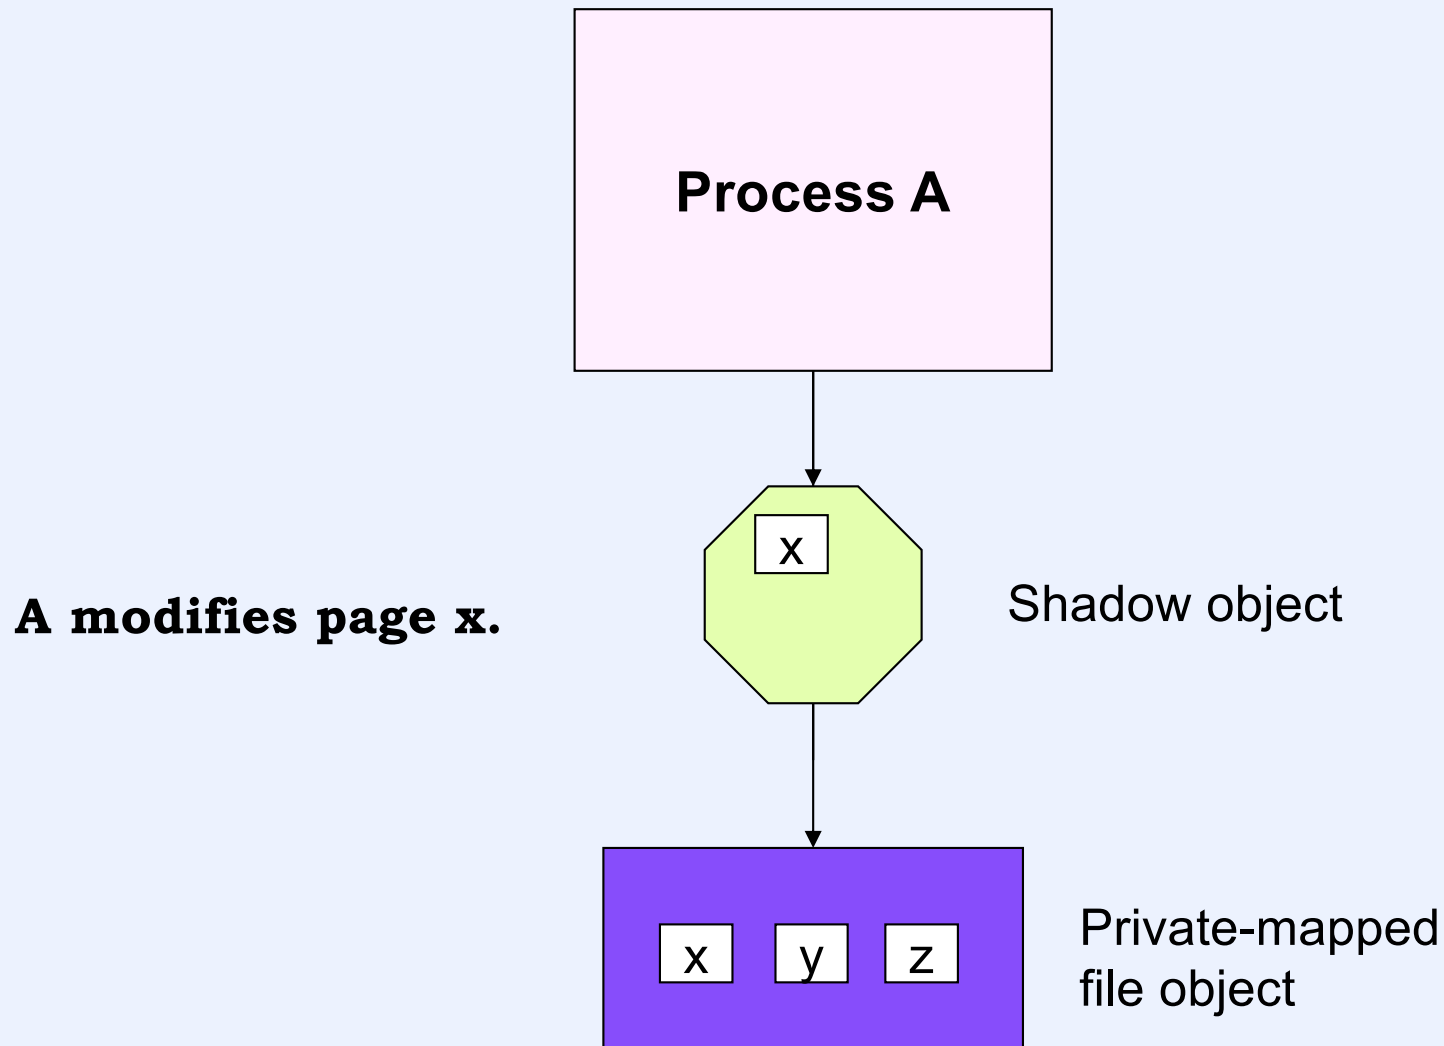 Process A
x
A modifies page x.
Shadow object
x y z
Private-mapped
file object